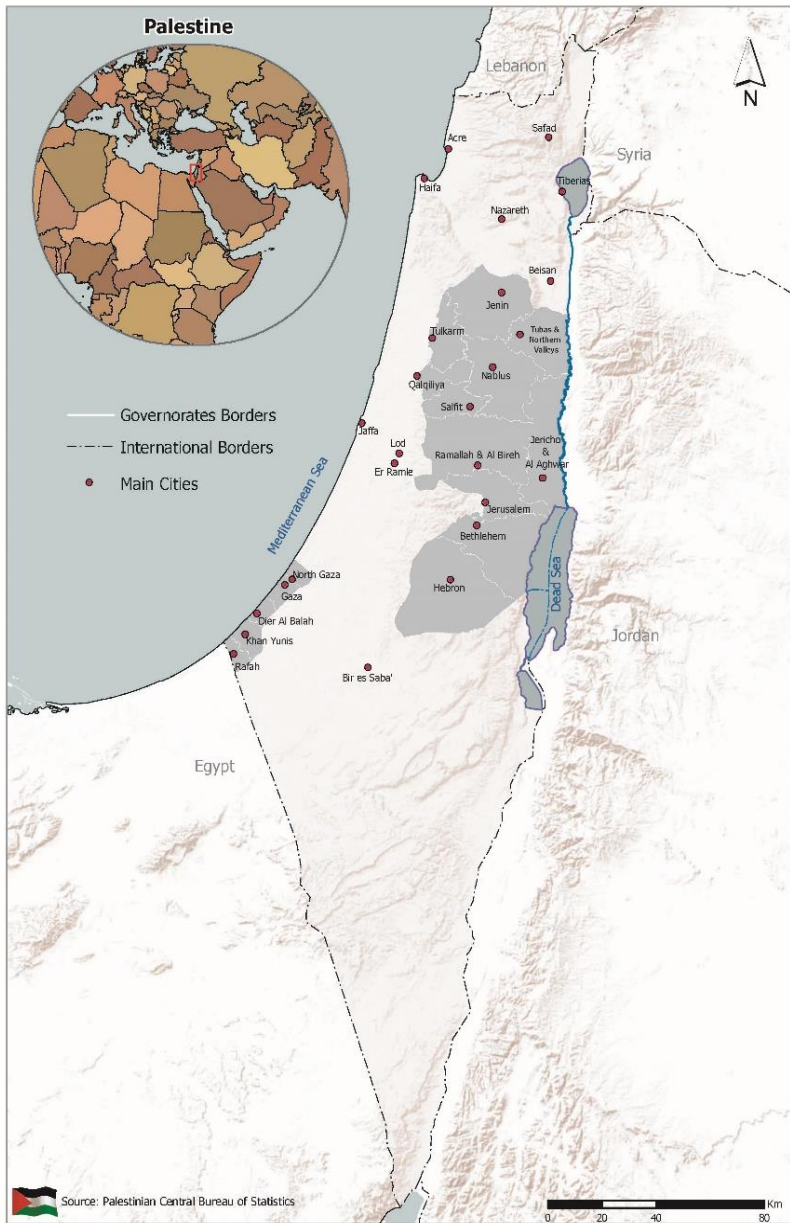 Palestine
N
Lebanon
Syria
Acre
Safad
Haifa
Tiberias
Nazareth
Beisan
Jenin
Tulkarm
Tubas &
Northern
Valleys
Nablus
Qalqiliya
Salfit
Governorates Borders
International Borders
Main Cities
Jaffa
Lod
Er Ramle
Ramallah & Al Bireh
Jericho
&
Al Aghwar
Jerusalem
Bethlehem
Mediterranean Sea
Hebron
Dead Sea
North Gaza
Gaza
Dier Al Balah
Khan Yunis
Rafah
Bir es Saba'
Jordan
Egypt
Source: Palestinian Central Bureau of Statistics
Km
0 20 40 80